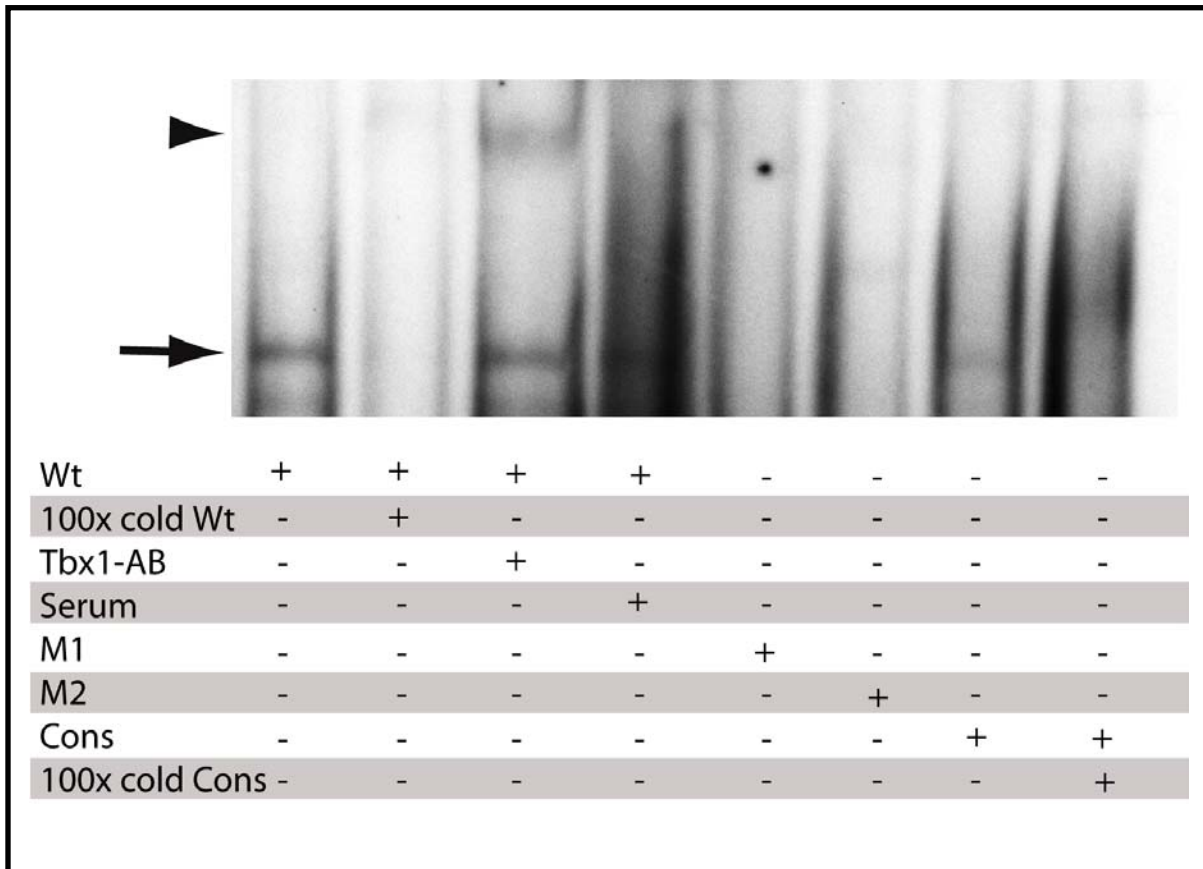 Wt + + + + - - - -
100x cold Wt - + - - - - - -
Tbx1-AB - - + - - - - -
Serum - - - + - - - -
M1 - - - - + - - -
M2 - - - - - + - -
Cons - - - - - - + +
100x cold Cons - - - - - - - +